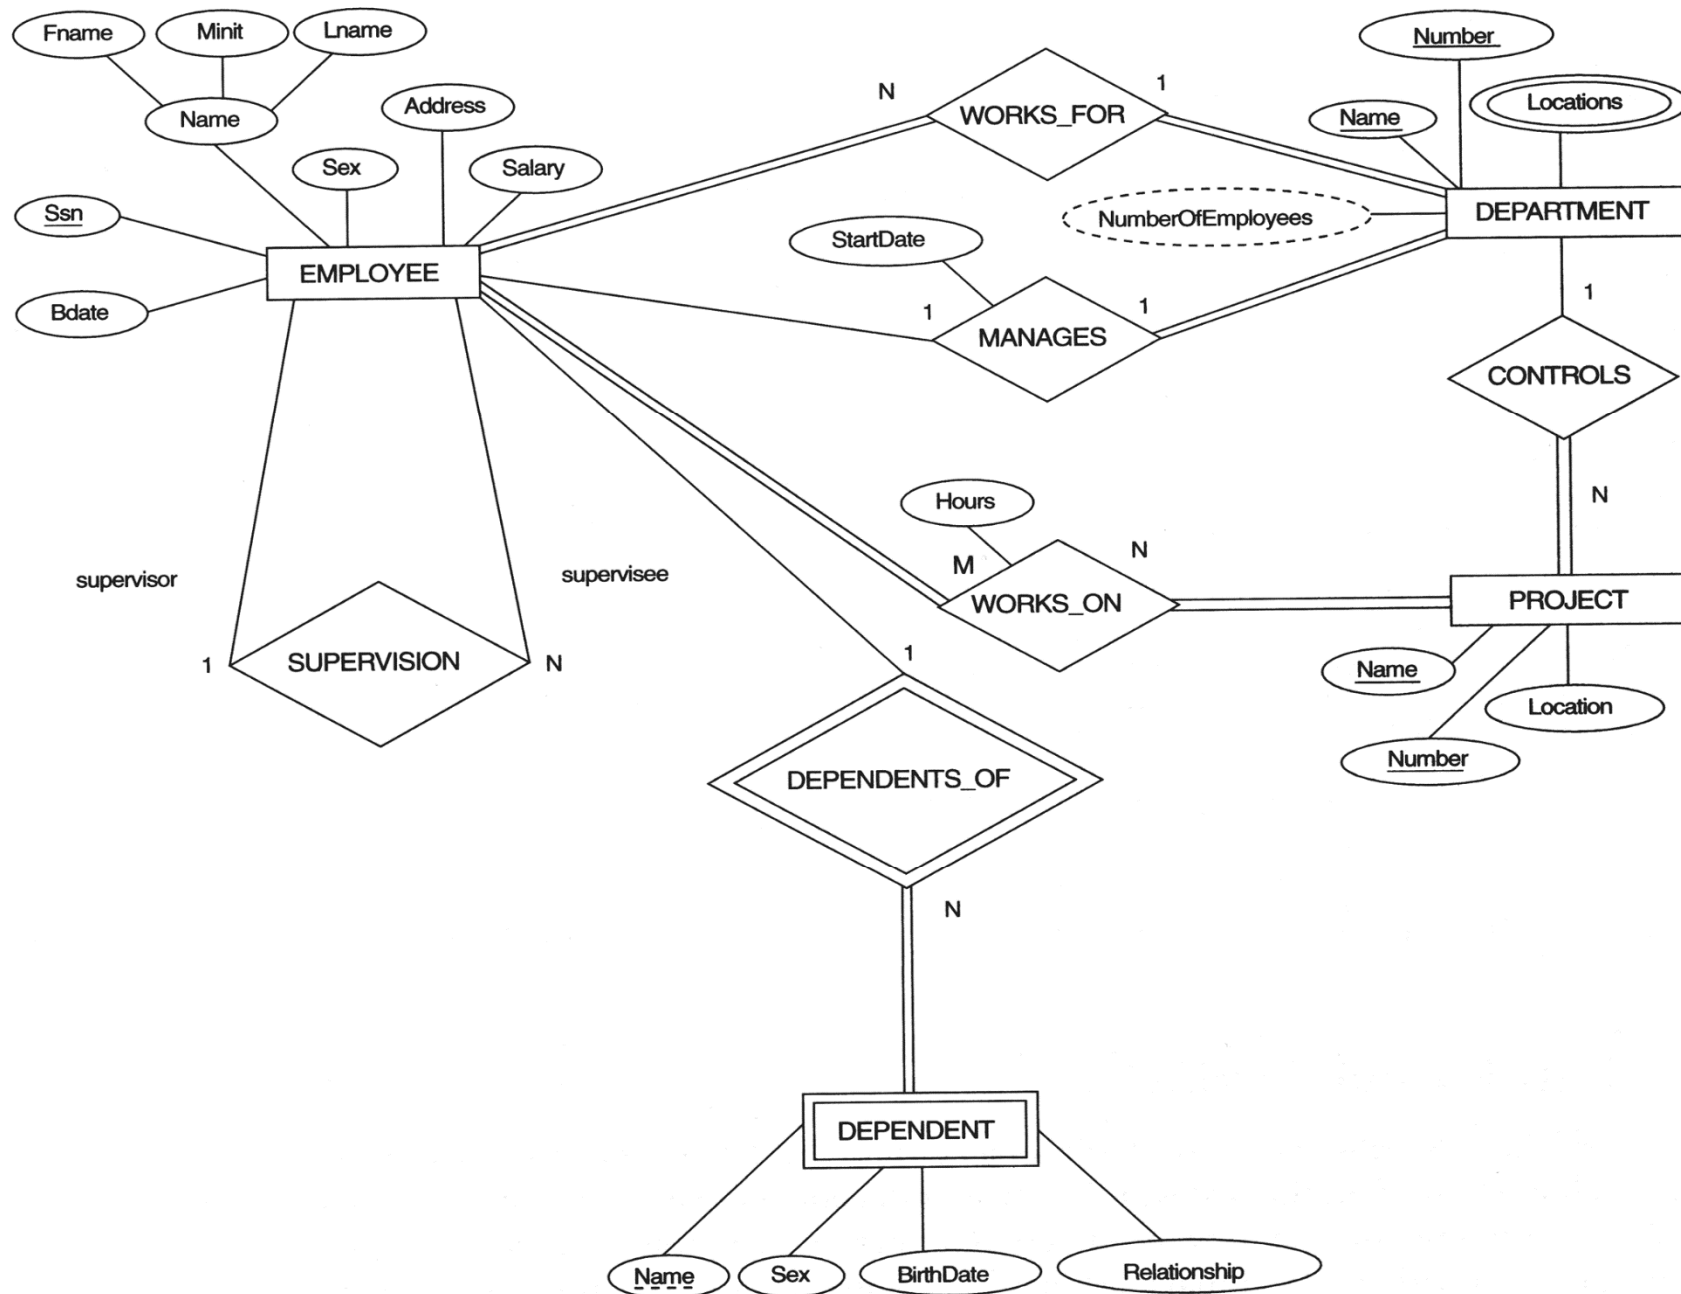 Fname
Minit
Lname
Number
Name
Address
N
WORKS_FOR
1
Name
Locations
Sex
Salary
Ssn
NumberOfEmployees
DEPARTMENT
StartDate
EMPLOYEE
Bdate
1
MANAGES
1
1
CONTROLS
Hours
N
M
N
supervisor
supervisee
WORKS_ON
PROJECT
1
SUPERVISION
N
1
Name
Location
Number
DEPENDENTS_OF
N
DEPENDENT
Name
Sex
BirthDate
Relationship